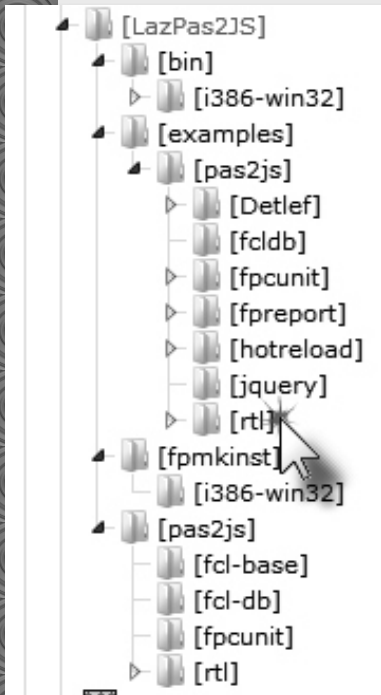 [LazPas2JS]
[bin]
[i386-win32]
[examples]
[pas2js]
[Detlef]
[fcldb]
[fpcunit]
[fpreport]
[hotreload]
[jquery]
[rtl]
[fpmkinst]
[i386-win32]
[pas2js]
[fcl-base]
[fcl-db]
[fpcunit]
[rtl]